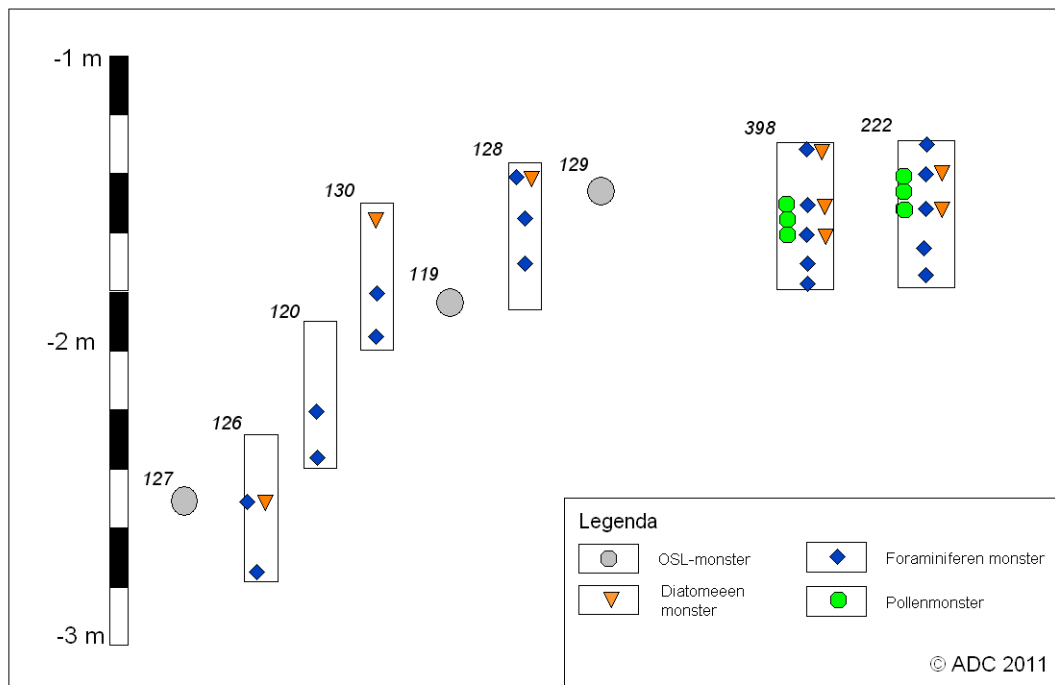 -1 m
398
222
128
129
130
119
120
-2 m
126
127
Legenda
OSL-monster
Foraminiferen monster
Diatomeeen
monster
Pollenmonster
-3 m
© ADC 2011